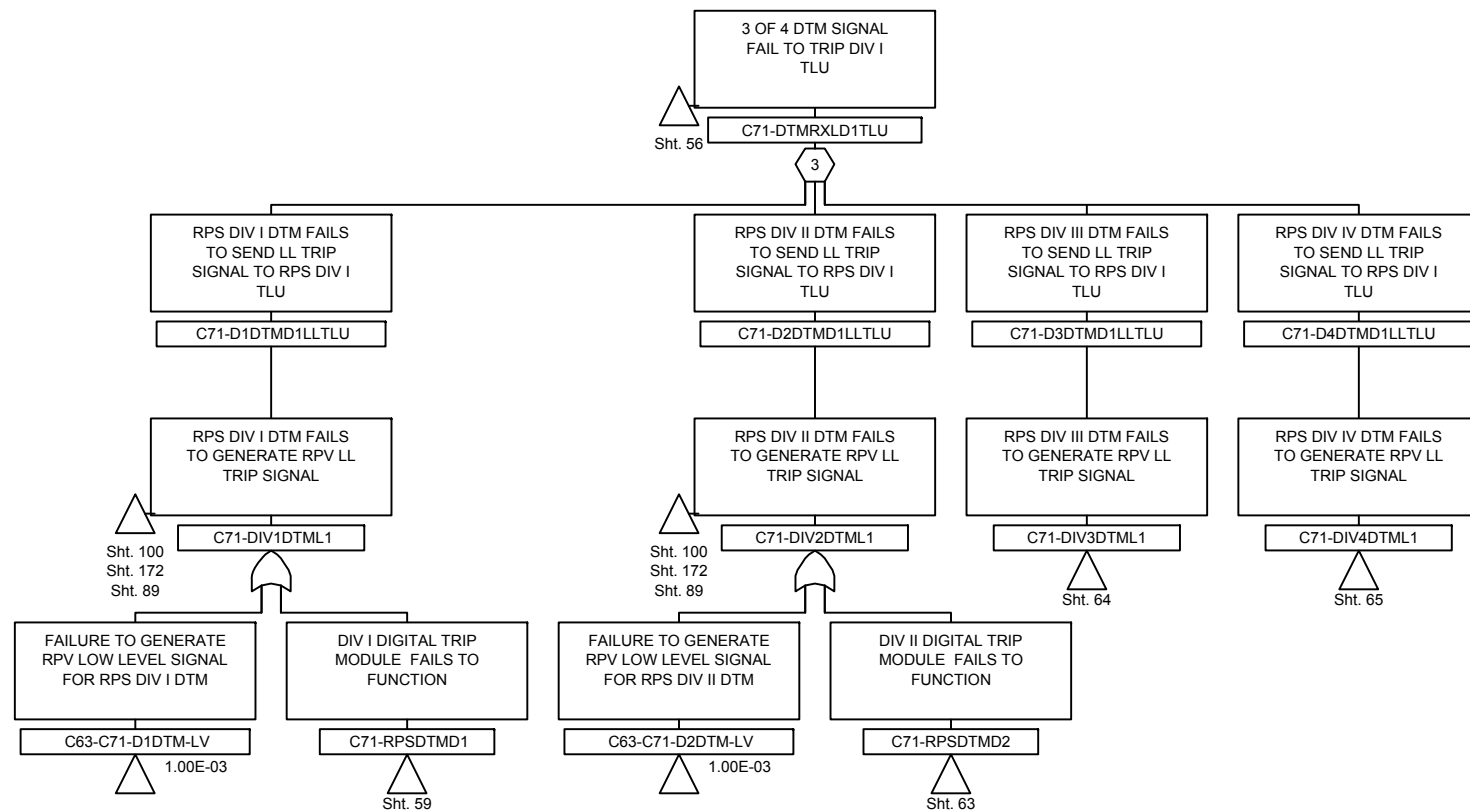 3 OF 4 DTM SIGNAL
FAIL TO TRIP DIV I
TLU
Sht. 56
C71-DTMRXLD1TLU
3
RPS DIV I DTM FAILS
TO SEND LL TRIP
SIGNAL TO RPS DIV I
TLU
C71-D1DTMD1LLTLU
RPS DIV II DTM FAILS
TO SEND LL TRIP
SIGNAL TO RPS DIV I
TLU
C71-D2DTMD1LLTLU
RPS DIV III DTM FAILS
TO SEND LL TRIP
SIGNAL TO RPS DIV I
TLU
C71-D3DTMD1LLTLU
RPS DIV IV DTM FAILS
TO SEND LL TRIP
SIGNAL TO RPS DIV I
TLU
C71-D4DTMD1LLTLU
RPS DIV I DTM FAILS
TO GENERATE RPV LL
TRIP SIGNAL
C71-DIV1DTML1
Sht. 100
Sht. 172
Sht. 89
RPS DIV II DTM FAILS
TO GENERATE RPV LL
TRIP SIGNAL
C71-DIV2DTML1
Sht. 100
Sht. 172
Sht. 89
RPS DIV III DTM FAILS
TO GENERATE RPV LL
TRIP SIGNAL
C71-DIV3DTML1
Sht. 64
RPS DIV IV DTM FAILS
TO GENERATE RPV LL
TRIP SIGNAL
C71-DIV4DTML1
Sht. 65
FAILURE TO GENERATE
RPV LOW LEVEL SIGNAL
FOR RPS DIV I DTM
C63-C71-D1DTM-LV
1.00E-03
DIV I DIGITAL TRIP
MODULE FAILS TO
FUNCTION
C71-RPSDTMD1
Sht. 59
FAILURE TO GENERATE
RPV LOW LEVEL SIGNAL
FOR RPS DIV II DTM
C63-C71-D2DTM-LV
1.00E-03
DIV II DIGITAL TRIP
MODULE FAILS TO
FUNCTION
C71-RPSDTMD2
Sht. 63